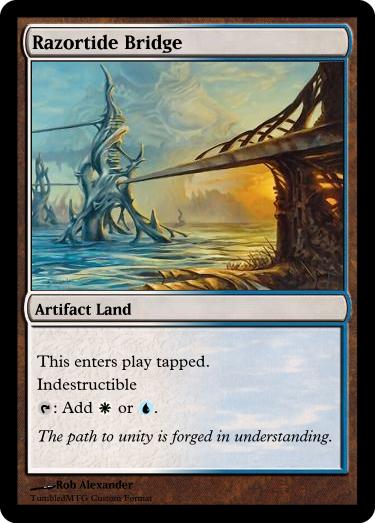 Razortide Bridge
Artifact Land
This enters play tapped.
Indestructible
: Add or .
The path to unity is forged in understanding.
Rob Alexander
TumbledMTG Custom Format